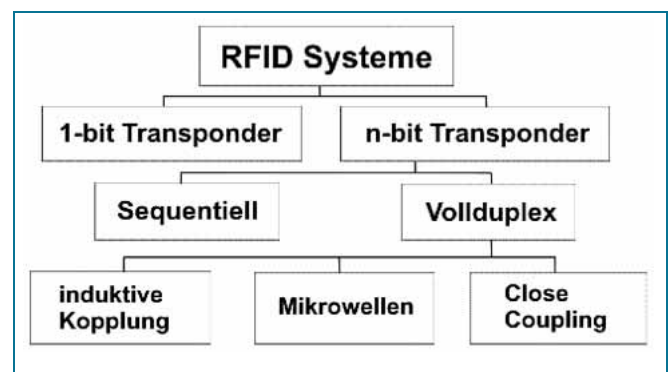 RFID Systeme
1-bit Transponder
n-bit Transponder
Sequentiell
Vollduplex
induktive
Kopplung
Mikrowellen
Close
Coupling